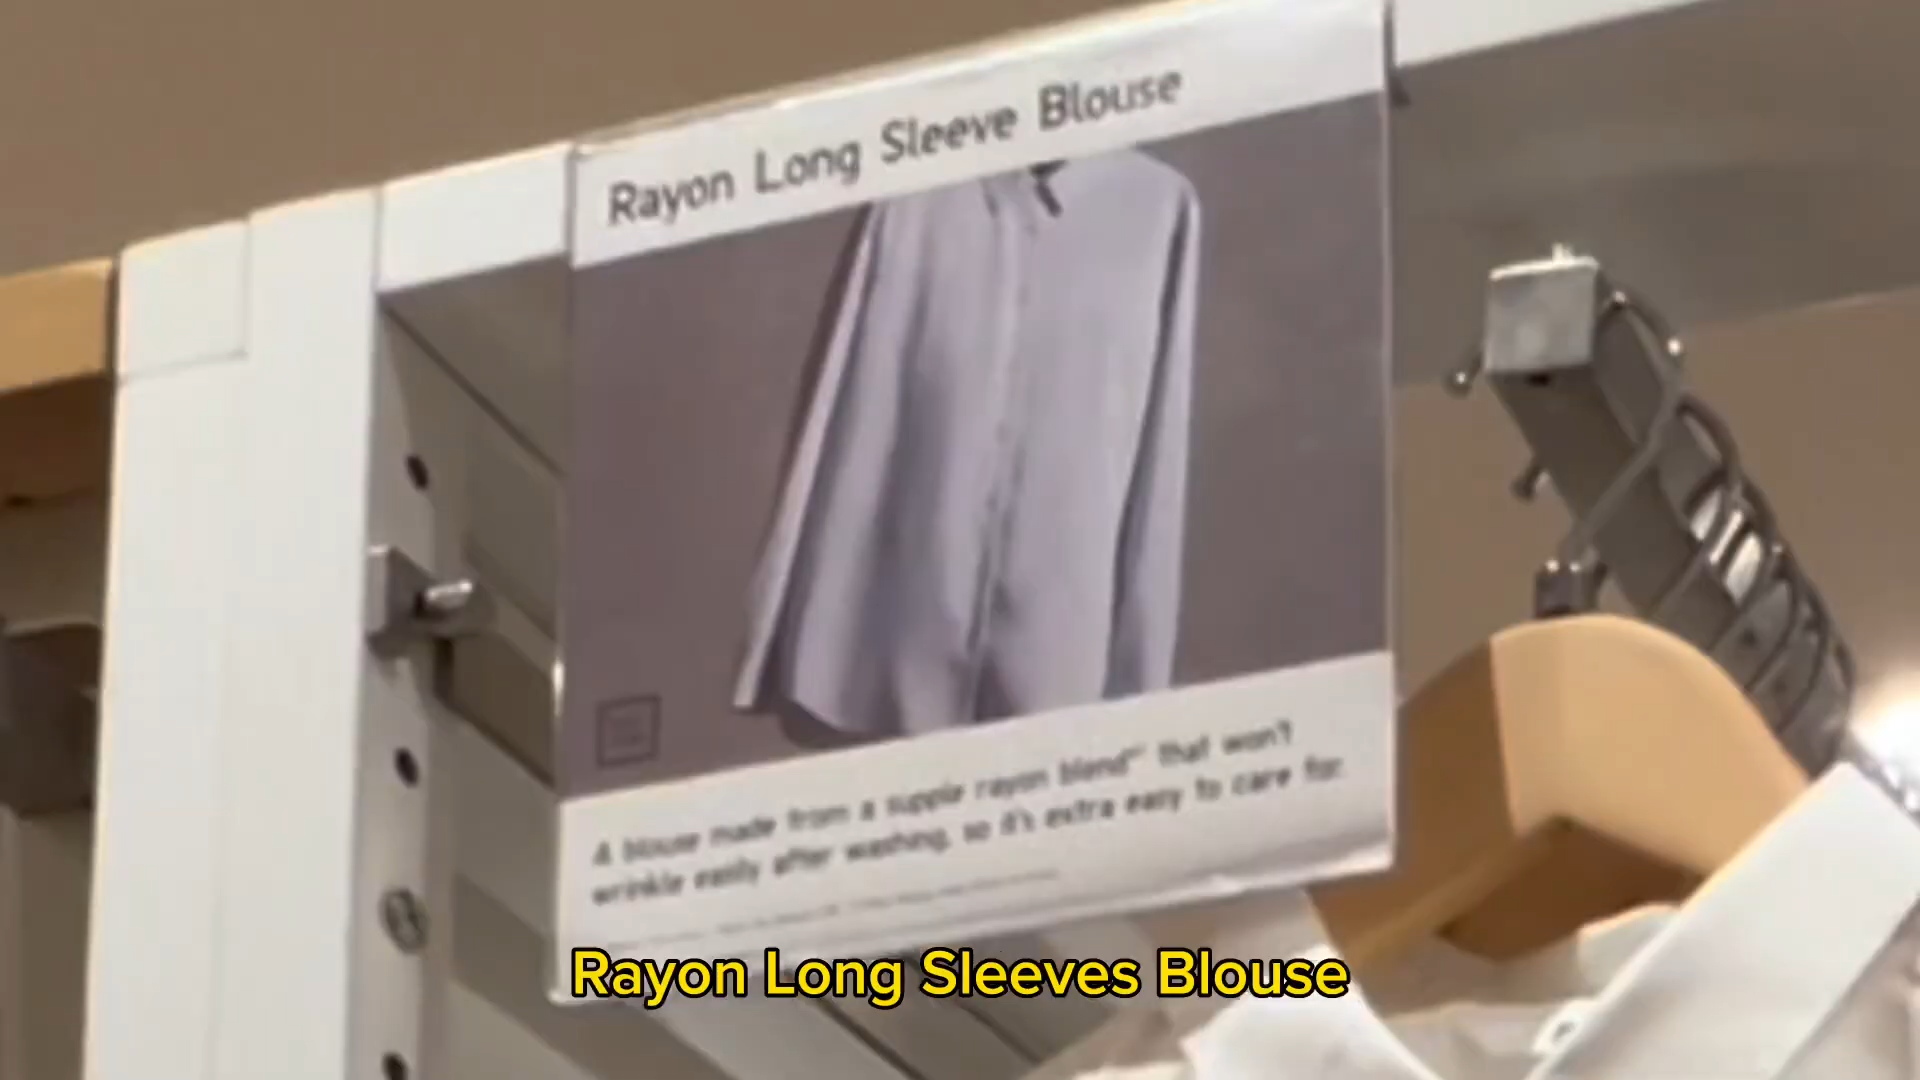 Rayon Long Sleeve Blouse
A blouse made from a supple rayon blend** that won't
wrinkle easily after washing, so it's extra easy to care for.
Rayon Long Sleeves Blouse